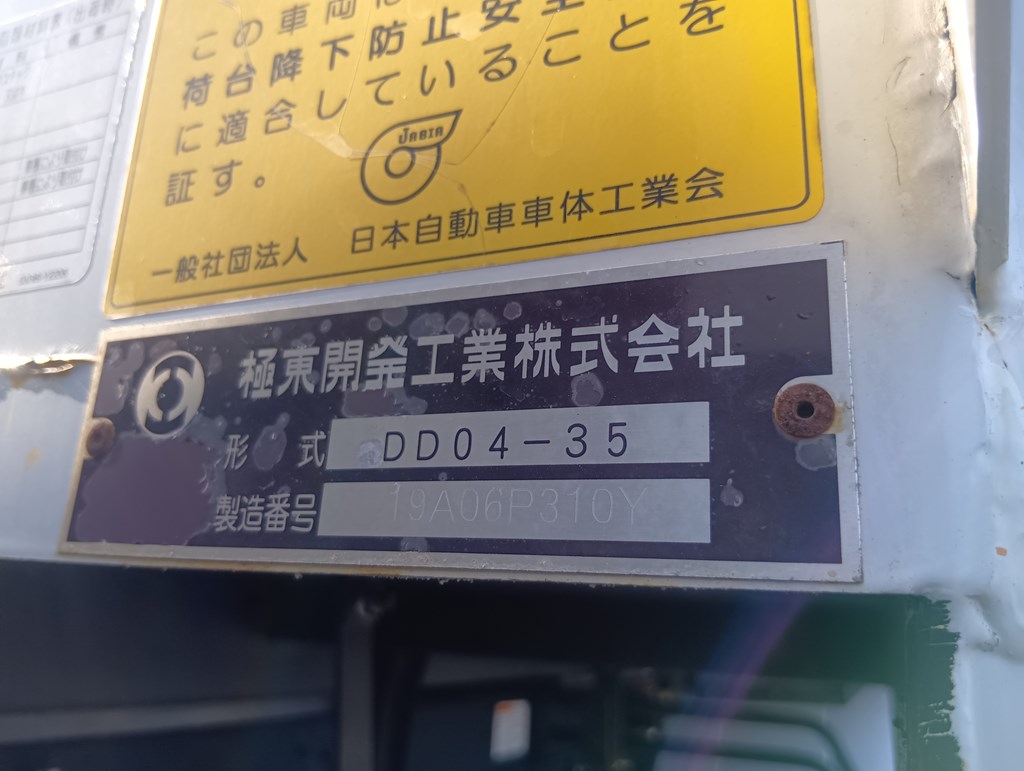 この車両は
荷台降下防止安全
に適合していることを
証す。
JABIA
一般社団法人 日本自動車車体工業会
極東開発工業株式会社
形式 DD04-35
製造番号 19A06P310Y